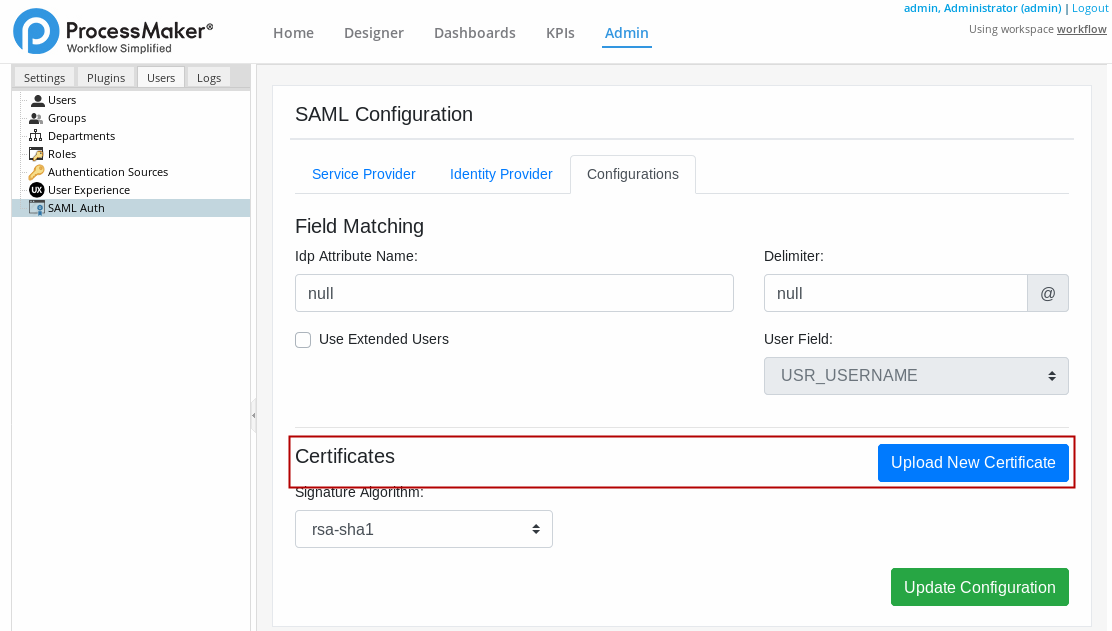 admin, Administrator (admin) | Logout
Using workspace workflow
ProcessMaker®
Workflow Simplified
Home Designer Dashboards KPIs Admin
Settings Plugins Users Logs
Users
Groups
Departments
Roles
Authentication Sources
UX User Experience
SAML Auth
SAML Configuration
Service Provider Identity Provider Configurations
Field Matching
Idp Attribute Name: Delimiter:
null null @
Use Extended Users User Field:
USR_USERNAME
Certificates Upload New Certificate
Signature Algorithm:
rsa-sha1
Update Configuration